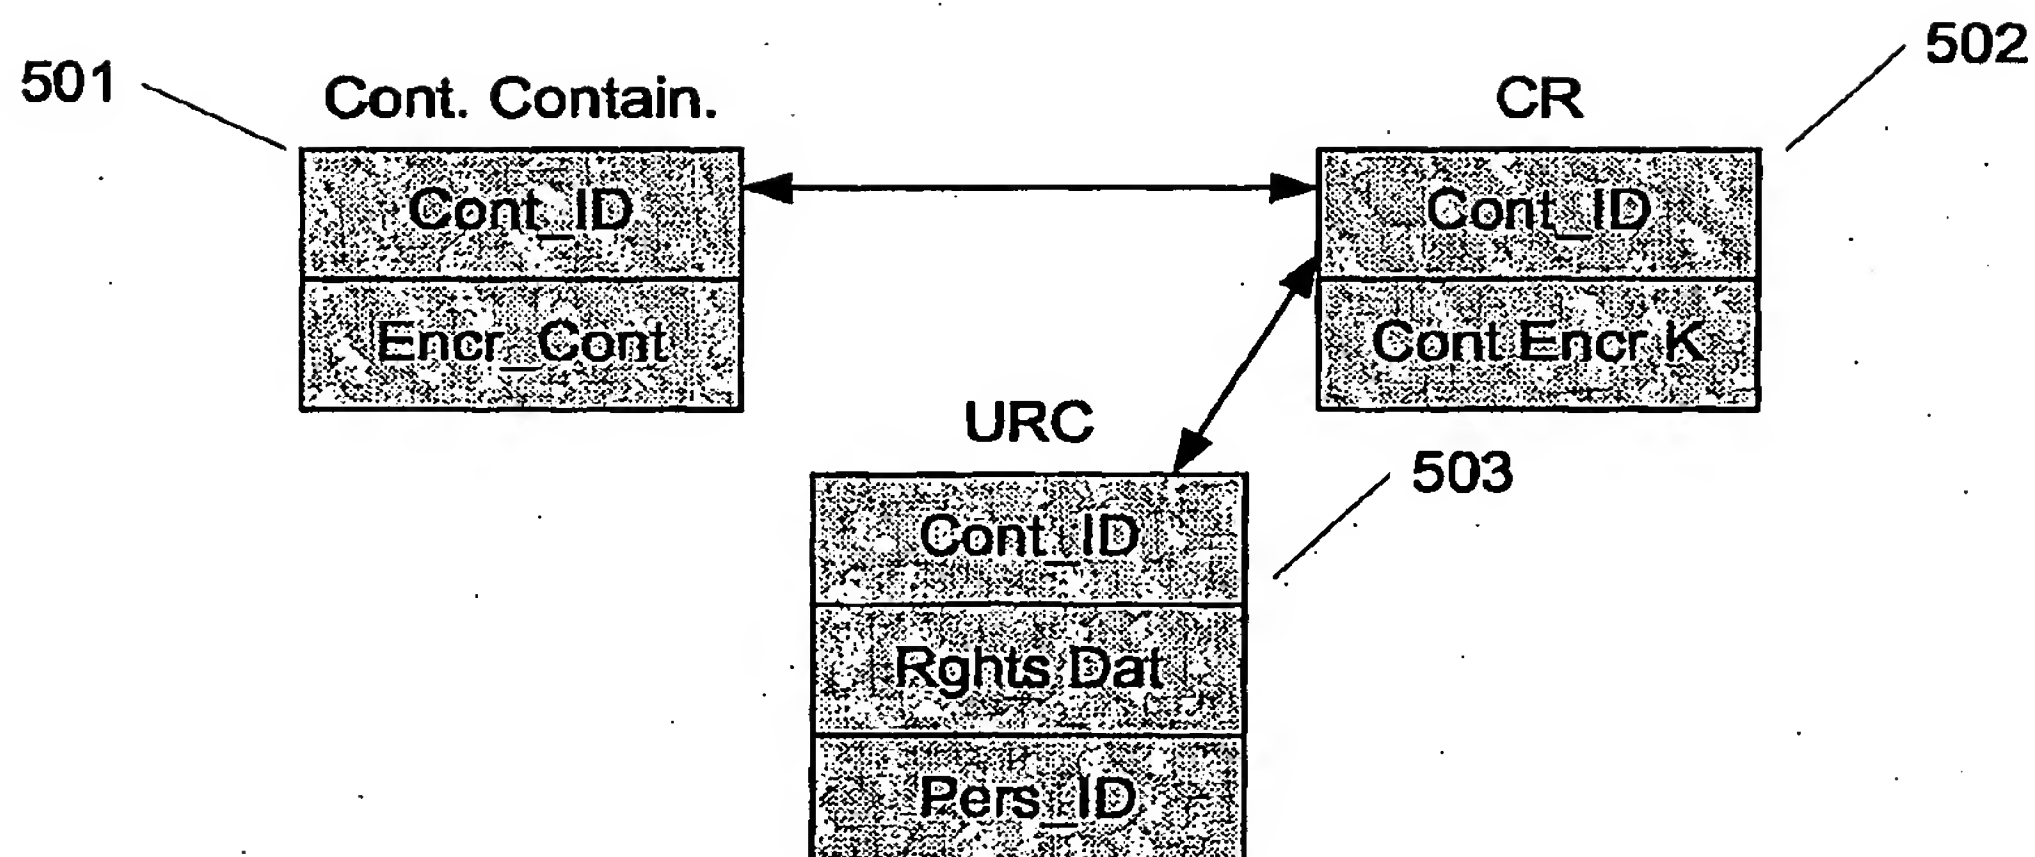 501
Cont. Contain.
CR
502
Cont_ID
Encr_Cont
Cont_ID
Cont Encr K
URC
503
Cont_ID
Rghts Dat
Pers_ID